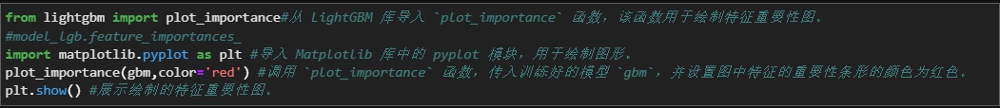 from lightgbm import plot_importance#从 LightGBM 库导入 `plot_importance` 函数，该函数用于绘制特征重要性图。
#model_lgb.feature_importances_
import matplotlib.pyplot as plt #导入 Matplotlib 库中的 pyplot 模块，用于绘制图形。
plot_importance(gbm,color='red') #调用 `plot_importance` 函数，传入训练好的模型 `gbm`，并设置图中特征的重要性条形的颜色为红色。
plt.show() #展示绘制的特征重要性图。